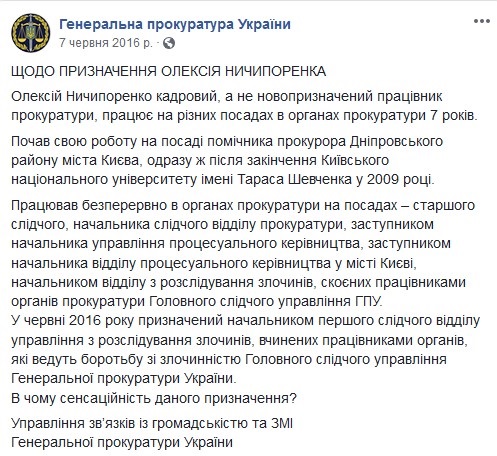 Генеральна прокуратура України
7 червня 2016 р. ·
ЩОДО ПРИЗНАЧЕННЯ ОЛЕКСІЯ НИЧИПОРЕНКА
Олексій Ничипоренко кадровий, а не новопризначений працівник
прокуратури, працює на різних посадах в органах прокуратури 7 років.
Почав свою роботу на посаді помічника прокурора Дніпровського
району міста Києва, одразу ж після закінчення Київського
національного університету імені Тараса Шевченка у 2009 році.
Працював безперервно в органах прокуратури на посадах – старшого
слідчого, начальника слідчого відділу прокуратури, заступником
начальника управління процесуального керівництва, заступником
начальника відділу процесуального керівництва у місті Києві,
начальником відділу з розслідування злочинів, скоєних працівниками
органів прокуратури Головного слідчого управління ГПУ.
У червні 2016 року призначений начальником першого слідчого відділу
управління з розслідування злочинів, вчинених працівниками органів,
які ведуть боротьбу зі злочинністю Головного слідчого управління
Генеральної прокуратури України.
В чому сенсаційність даного призначення?
Управління зв’язків із громадськістю та ЗМІ
Генеральної прокуратури України